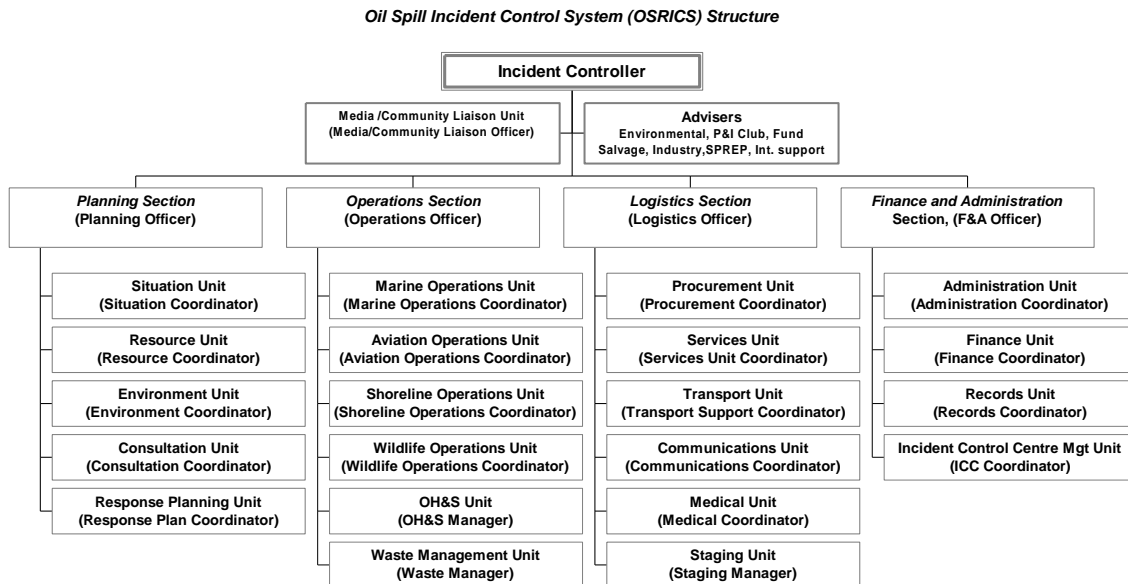 Oil Spill Incident Control System (OSRICS) Structure
Incident Controller
Media /Community Liaison Unit
(Media/Community Liaison Officer)
Advisers
Environmental, P&I Club, Fund
Salvage, Industry,SPREP, Int. support
Planning Section
(Planning Officer)
Operations Section
(Operations Officer)
Logistics Section
(Logistics Officer)
Finance and Administration
Section, (F&A Officer)
Situation Unit
(Situation Coordinator)
Resource Unit
(Resource Coordinator)
Environment Unit
(Environment Coordinator)
Consultation Unit
(Consultation Coordinator)
Response Planning Unit
(Response Plan Coordinator)
Marine Operations Unit
(Marine Operations Coordinator)
Aviation Operations Unit
(Aviation Operations Coordinator)
Shoreline Operations Unit
(Shoreline Operations Coordinator)
Wildlife Operations Unit
(Wildlife Operations Coordinator)
OH&S Unit
(OH&S Manager)
Waste Management Unit
(Waste Manager)
Procurement Unit
(Procurement Coordinator)
Services Unit
(Services Unit Coordinator)
Transport Unit
(Transport Support Coordinator)
Communications Unit
(Communications Coordinator)
Medical Unit
(Medical Coordinator)
Staging Unit
(Staging Manager)
Administration Unit
(Administration Coordinator)
Finance Unit
(Finance Coordinator)
Records Unit
(Records Coordinator)
Incident Control Centre Mgt Unit
(ICC Coordinator)